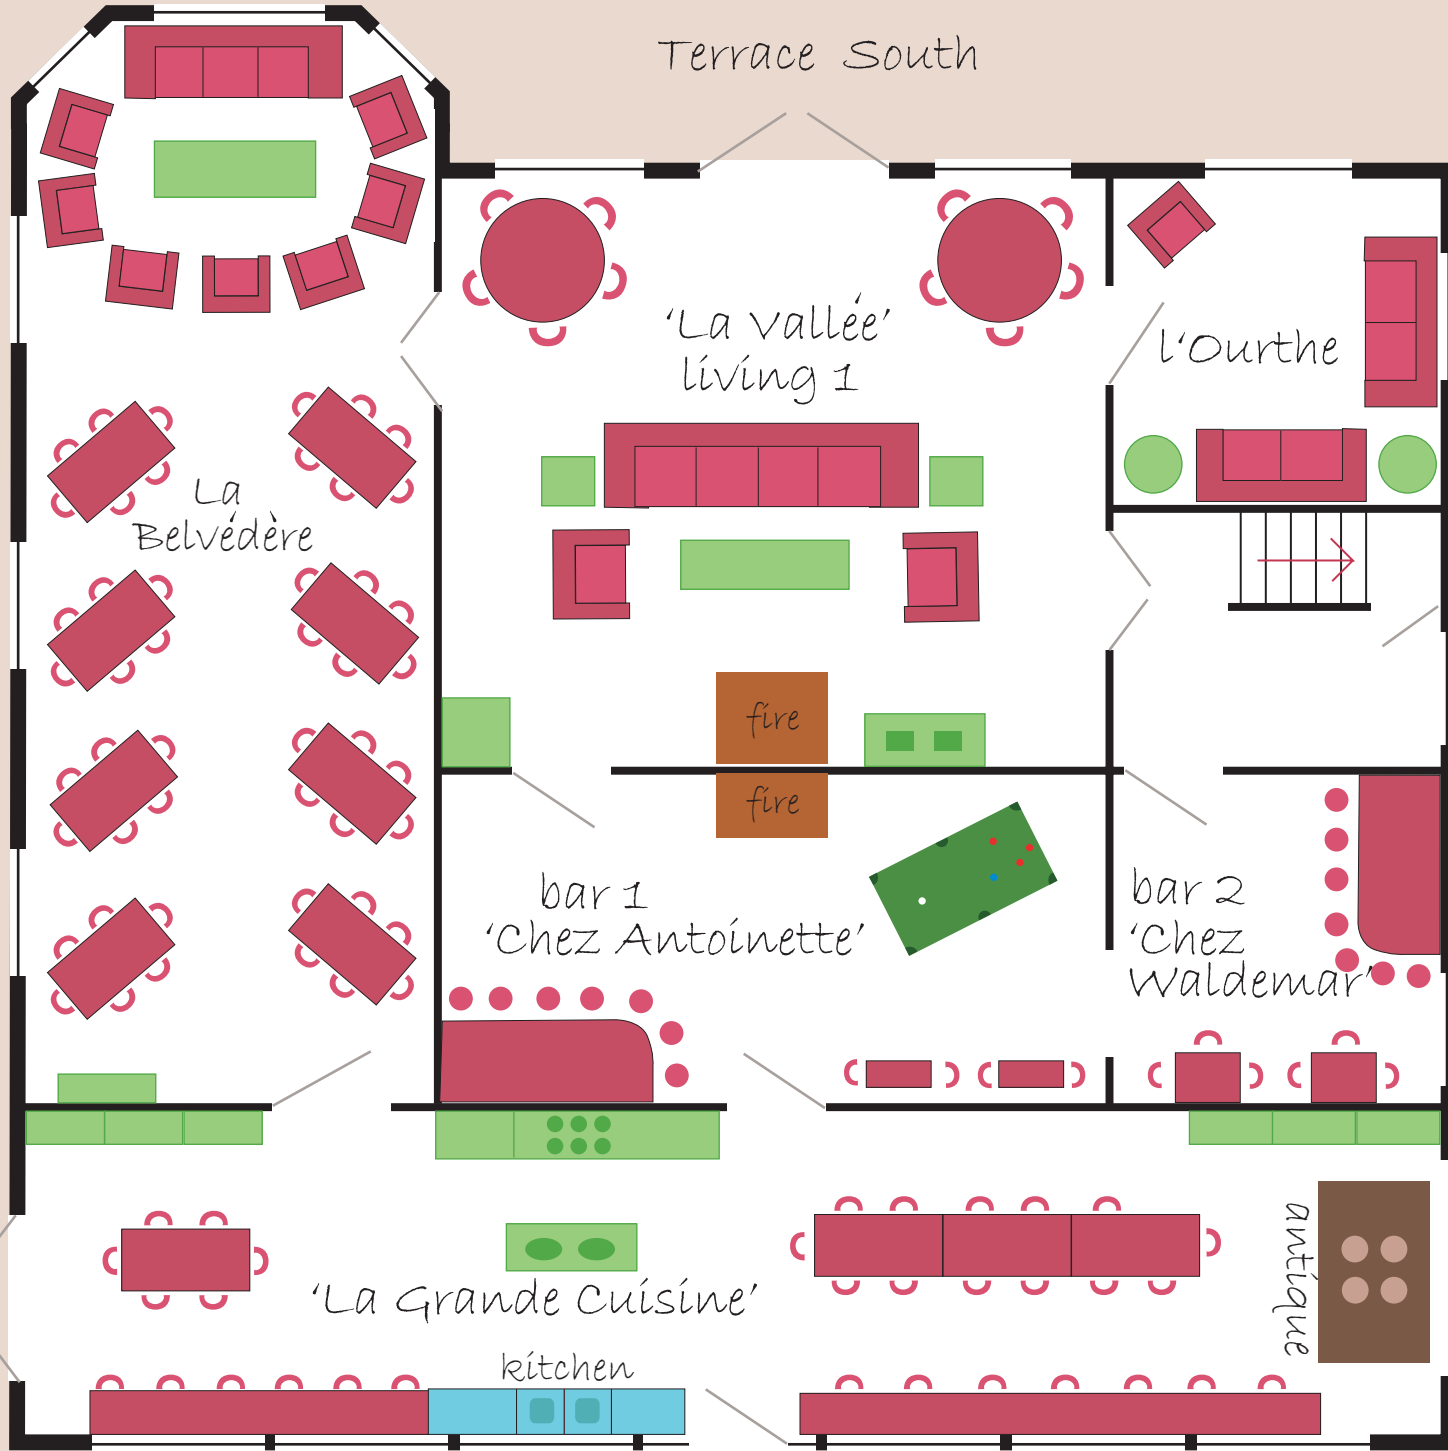 Terrace South
'La Vallée'
living 1
l'Ourthe
La
Belvédère
fire
fire
bar 1
'Chez Antoinette'
bar 2
'Chez
Waldemar'
antique
'La Grande Cuisine'
kitchen